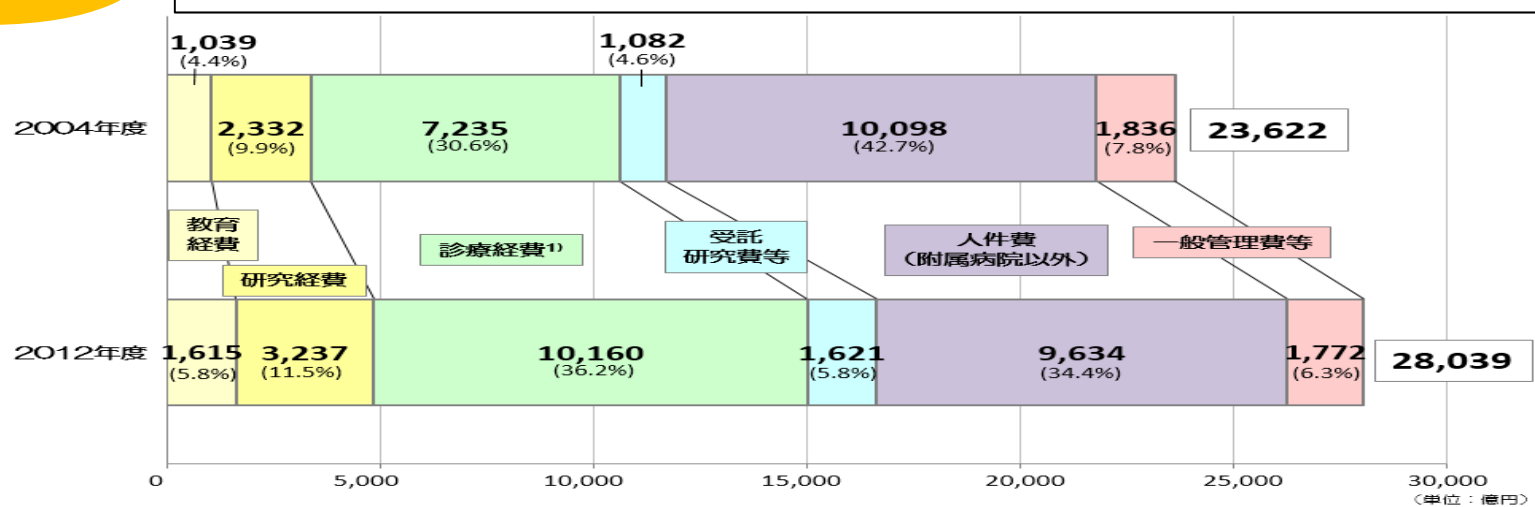 1,039
(4.4%)
1,082
(4.6%)
2004年度
2,332
(9.9%)
7,235
(30.6%)
10,098
(42.7%)
1,836
(7.8%)
23,622
教育
経費
研究経費
診療経費1)
受託
研究費等
人件費
（附属病院以外）
一般管理費等
2012年度
1,615
(5.8%)
3,237
(11.5%)
10,160
(36.2%)
1,621
(5.8%)
9,634
(34.4%)
1,772
(6.3%)
28,039
0
5,000
10,000
15,000
20,000
25,000
30,000
（単位：億円）